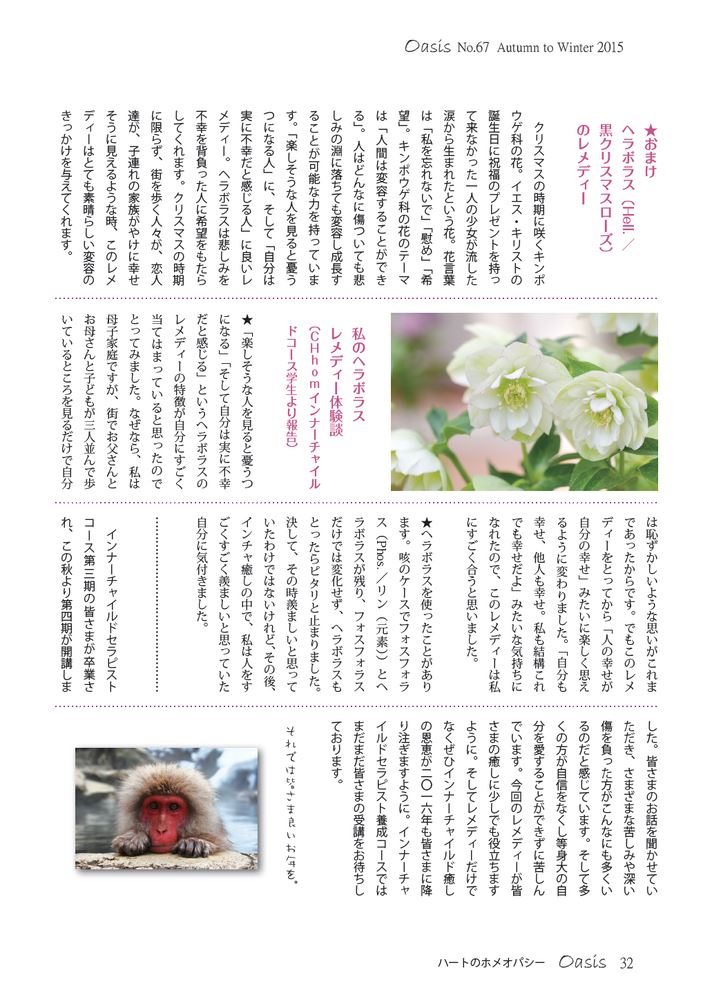 Oasis No.67 Autumn to Winter 2015
★おまけ
ヘラボラス（Hell. ／
黒クリスマスローズ）
のレメディー
クリスマスの時期に咲くキンポ
ウゲ科の花。イエス・キリストの
誕生日に祝福のプレゼントを持っ
て来なかった一人の少女が流した
涙から生まれたという花。花言葉
は「私を忘れないで」「慰め」「希
望」。キンポウゲ科の花のテーマ
は「人間は変容することができ
る」。人はどんなに傷ついても悲
しみの淵に落ちても変容し成長す
ることが可能な力を持っていま
す。「楽しそうな人を見ると憂う
つになる人」に、そして「自分は
実に不幸だと感じる人」に良いレ
メディー。ヘラボラスは悲しみを
不幸を背負った人に希望をもたら
してくれます。クリスマスの時期
に限らず、街を歩く人々が、恋人
達が、子連れの家族がやけに幸せ
そうに見えるような時、このレメ
ディーはとても素晴らしい変容の
きっかけを与えてくれます。
私のヘラボラス
レメディー体験談
（CHhomインナーチャイル
ドコース学生より報告）
★「楽しそうな人を見ると憂うつ
になる」「そして自分は実に不幸
だと感じる」というヘラボラスの
レメディーの特徴が自分にすごく
当てはまっていると思ったので
とってみました。なぜなら、私は
母子家庭ですが、街でお父さんと
お母さんと子どもが三人並んで歩
いているところを見るだけで自分
は恥ずかしいような思いがこれま
であったからです。でもこのレメ
ディーをとってから「人の幸せが
自分の幸せ」みたいに楽しく思え
るように変わりました。「自分も
幸せ、他人も幸せ。私も結構これ
でも幸せだよ」みたいな気持ちに
なれたので、このレメディーは私
にすごく合うと思いました。
★ヘラボラスを使ったことがあり
ます。咳のケースでフォスフォラ
ス（Phos.／リン（元素））とヘ
ラボラスが残り、フォスフォラス
だけでは変化せず、ヘラボラスも
とったらピタリと止まりました。
決して、その時羨ましいと思って
いたわけではないけれど、その後、
インチャ癒しの中で、私は人をす
ごくすごく羨ましいと思っていた
自分に気付きました。
インナーチャイルドセラピスト
コース第三期の皆さまが卒業さ
れ、この秋より第四期が開講しま
した。皆さまのお話を聞かせてい
ただき、さまざまな苦しみや深い
傷を負った方がこんなにも多くい
るのだと感じています。そして多
くの方が自信をなくし等身大の自
分を愛することができずに苦しん
でいます。今回のレメディーが皆
さまの癒しに少しでも役立ちます
ように。そしてレメディーだけで
なくぜひインナーチャイルド癒し
の恩恵が二〇一六年も皆さまに降
り注ぎますように。インナーチャ
イルドセラピスト養成コースでは
まだまだ皆さまの受講をお待ちし
ております。
それでは皆さま良いお年を。
ハートのホメオパシー Oasis 32